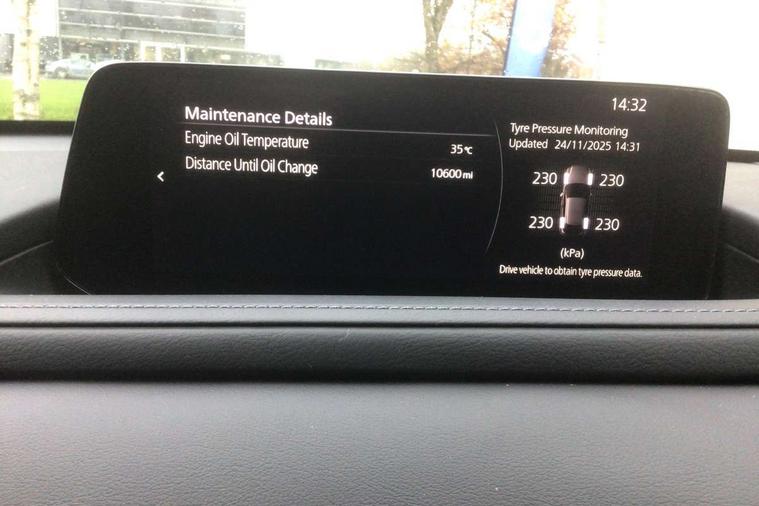 14:32
Maintenance Details
Engine Oil Temperature 35℃
Distance Until Oil Change 10600 mi
Tyre Pressure Monitoring
Updated 24/11/2025 14:31
230 230
230 230
(kPa)
Drive vehicle to obtain tyre pressure data.